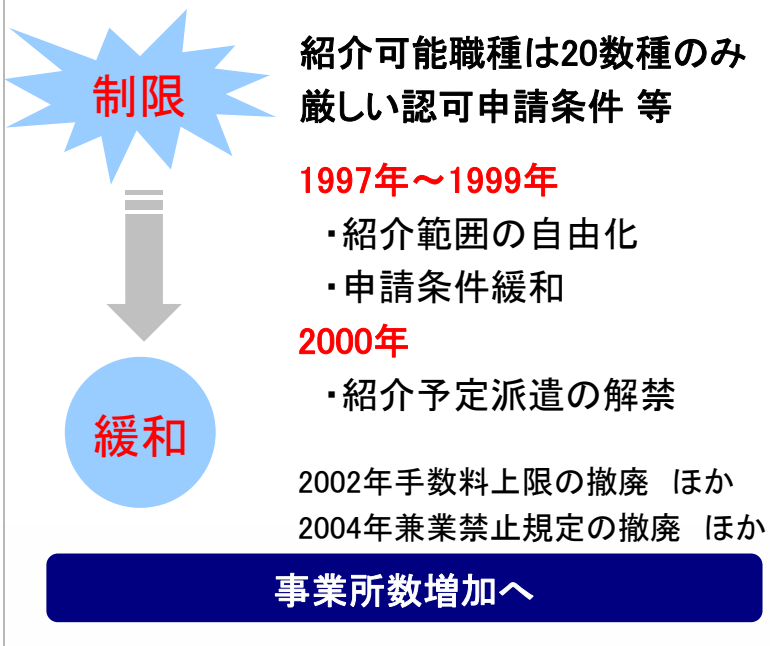 制限
紹介可能職種は20数種のみ
厳しい認可申請条件 等
1997年～1999年
・紹介範囲の自由化
・申請条件緩和
2000年
・紹介予定派遣の解禁
緩和
2002年手数料上限の撤廃　ほか
2004年兼業禁止規定の撤廃　ほか
事業所数増加へ